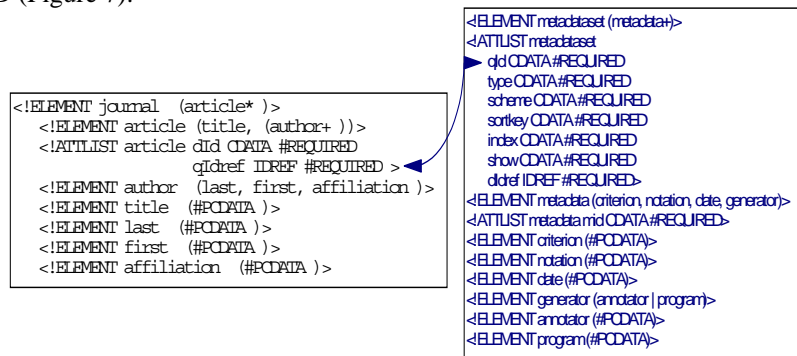 D (Figure 7).
<!ELEMENT journal (article* )>
<!ELEMENT article (title, (author+ ))>
<!ATTLIST article dId CDATA #REQUIRED
qIdref IDREF #REQUIRED >
<!ELEMENT author (last, first, affiliation )>
<!ELEMENT title (#PCDATA )>
<!ELEMENT last (#PCDATA )>
<!ELEMENT first (#PCDATA )>
<!ELEMENT affiliation (#PCDATA )>
<!ELEMENT metadataset (metadata+)>
<!ATTLIST metadataset
qId CDATA #REQUIRED
type CDATA #REQUIRED
scheme CDATA #REQUIRED
sortkey CDATA #REQUIRED
index CDATA #REQUIRED
show CDATA #REQUIRED
dIdref IDREF #REQUIRED>
<!ELEMENT metadata (criterion, notation, date, generator)>
<!ATTLIST metadata mid CDATA #REQUIRED>
<!ELEMENT criterion (#PCDATA)>
<!ELEMENT notation (#PCDATA)>
<!ELEMENT date (#PCDATA)>
<!ELEMENT generator (annotator | program)>
<!ELEMENT annotator (#PCDATA)>
<!ELEMENT program (#PCDATA)>